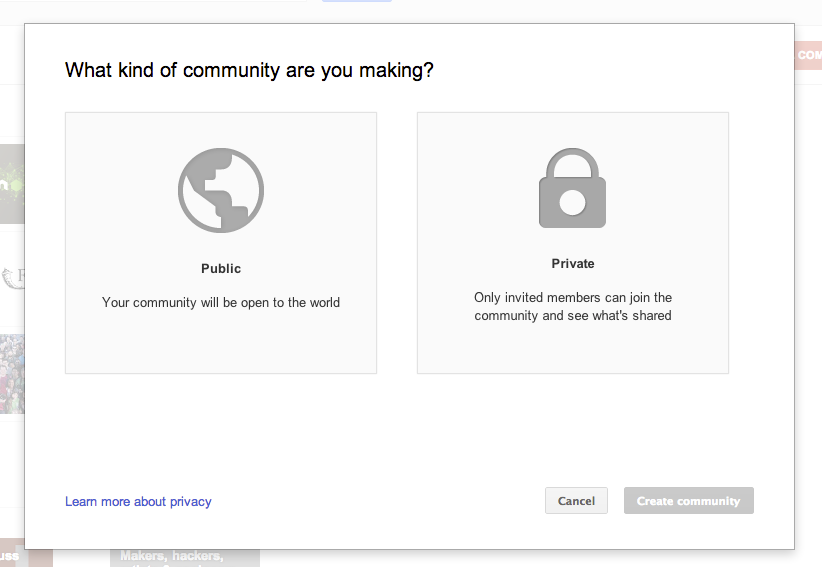 What kind of community are you making?
Public
Your community will be open to the world
Private
Only invited members can join the
community and see what's shared
Learn more about privacy
Cancel
Create community
Makers, hackers,